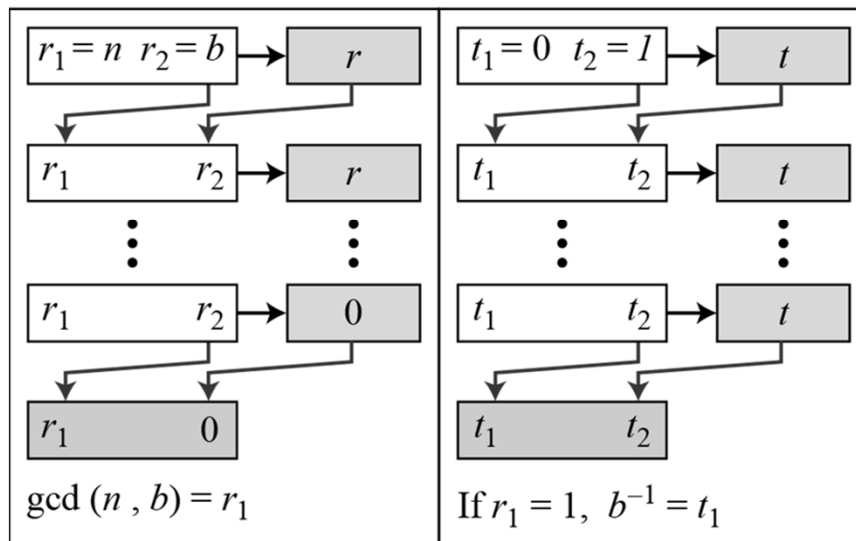 r₁ = n r₂ = b r
r₁ r₂ r
r₁ r₂ 0
r₁ 0
gcd (n , b) = r₁
t₁ = 0 t₂ = 1 t
t₁ t₂ t
t₁ t₂ t
t₁ t₂
If r₁ = 1, b⁻¹ = t₁